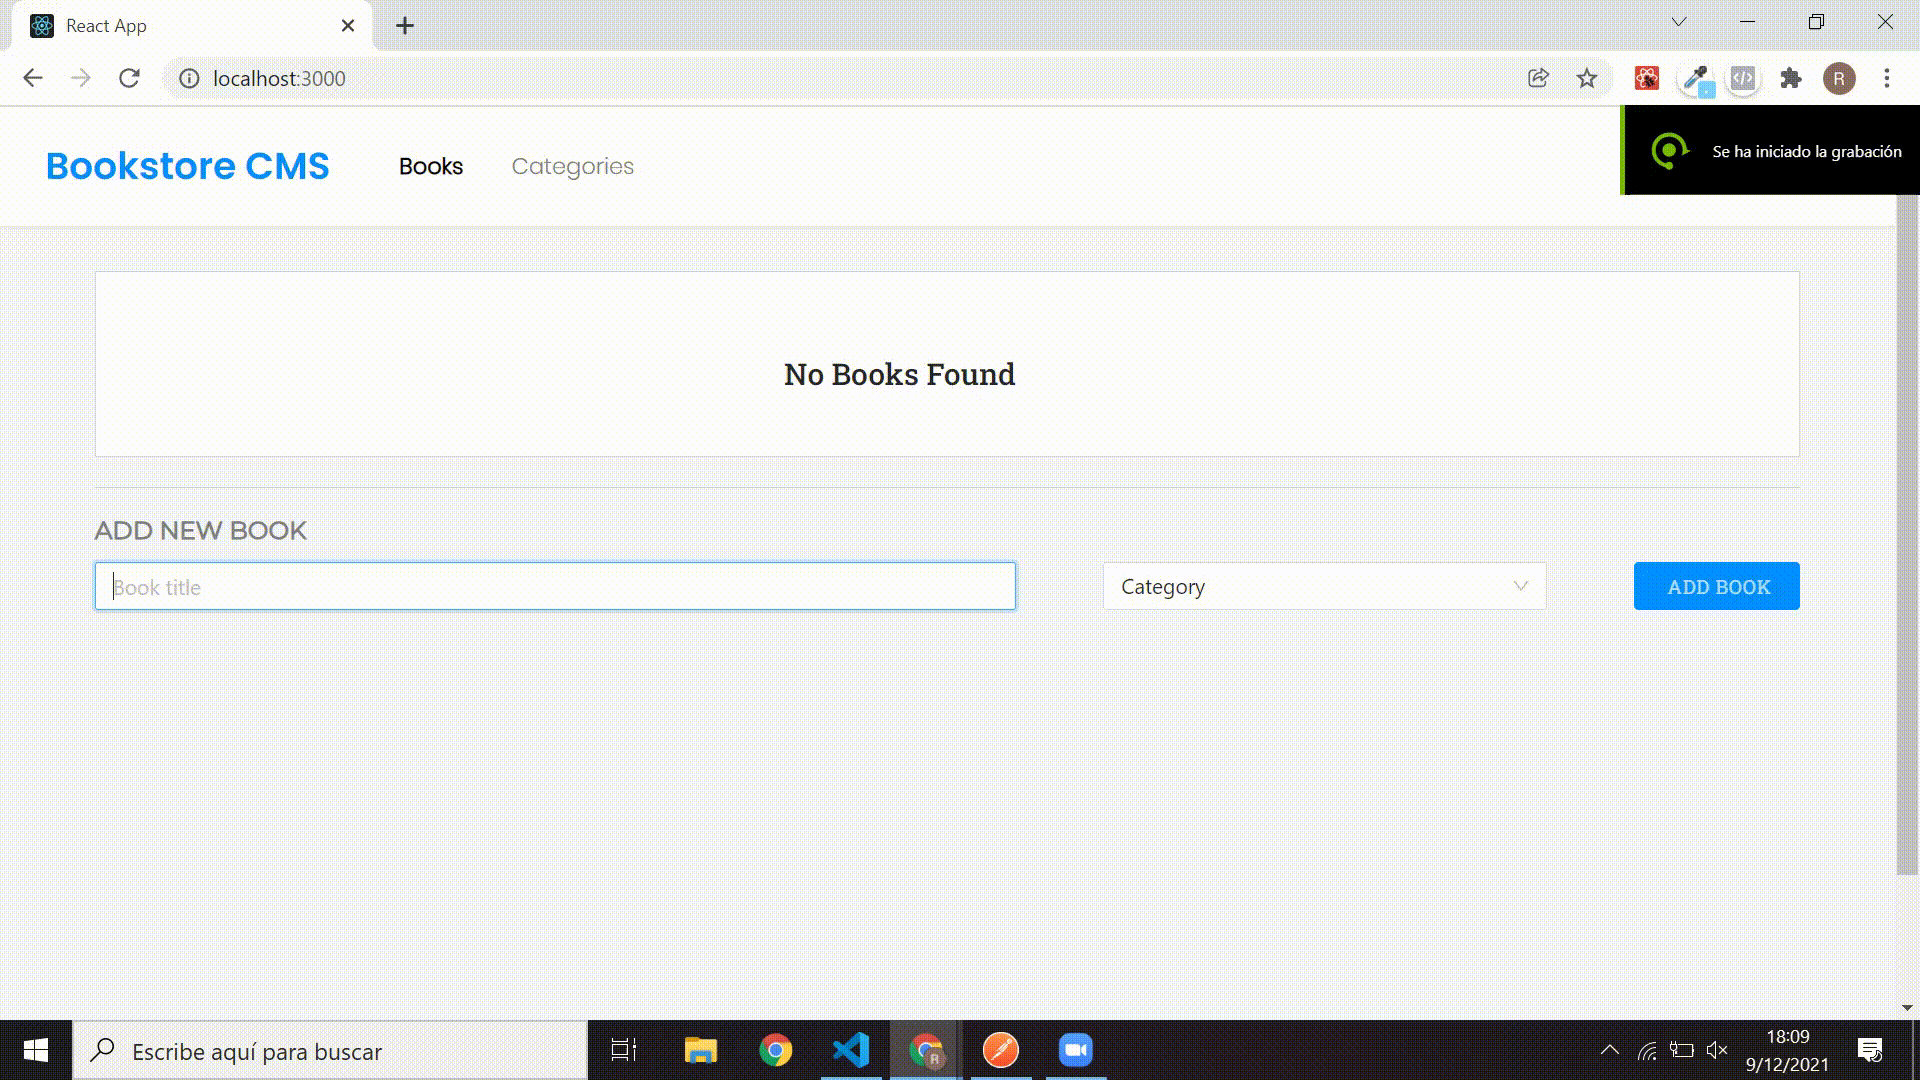 React App
localhost:3000
R
Bookstore CMS
Books
Categories
Se ha iniciado la grabación
No Books Found
ADD NEW BOOK
Book title
Category
ADD BOOK
Escribe aquí para buscar
R
18:09
9/12/2021